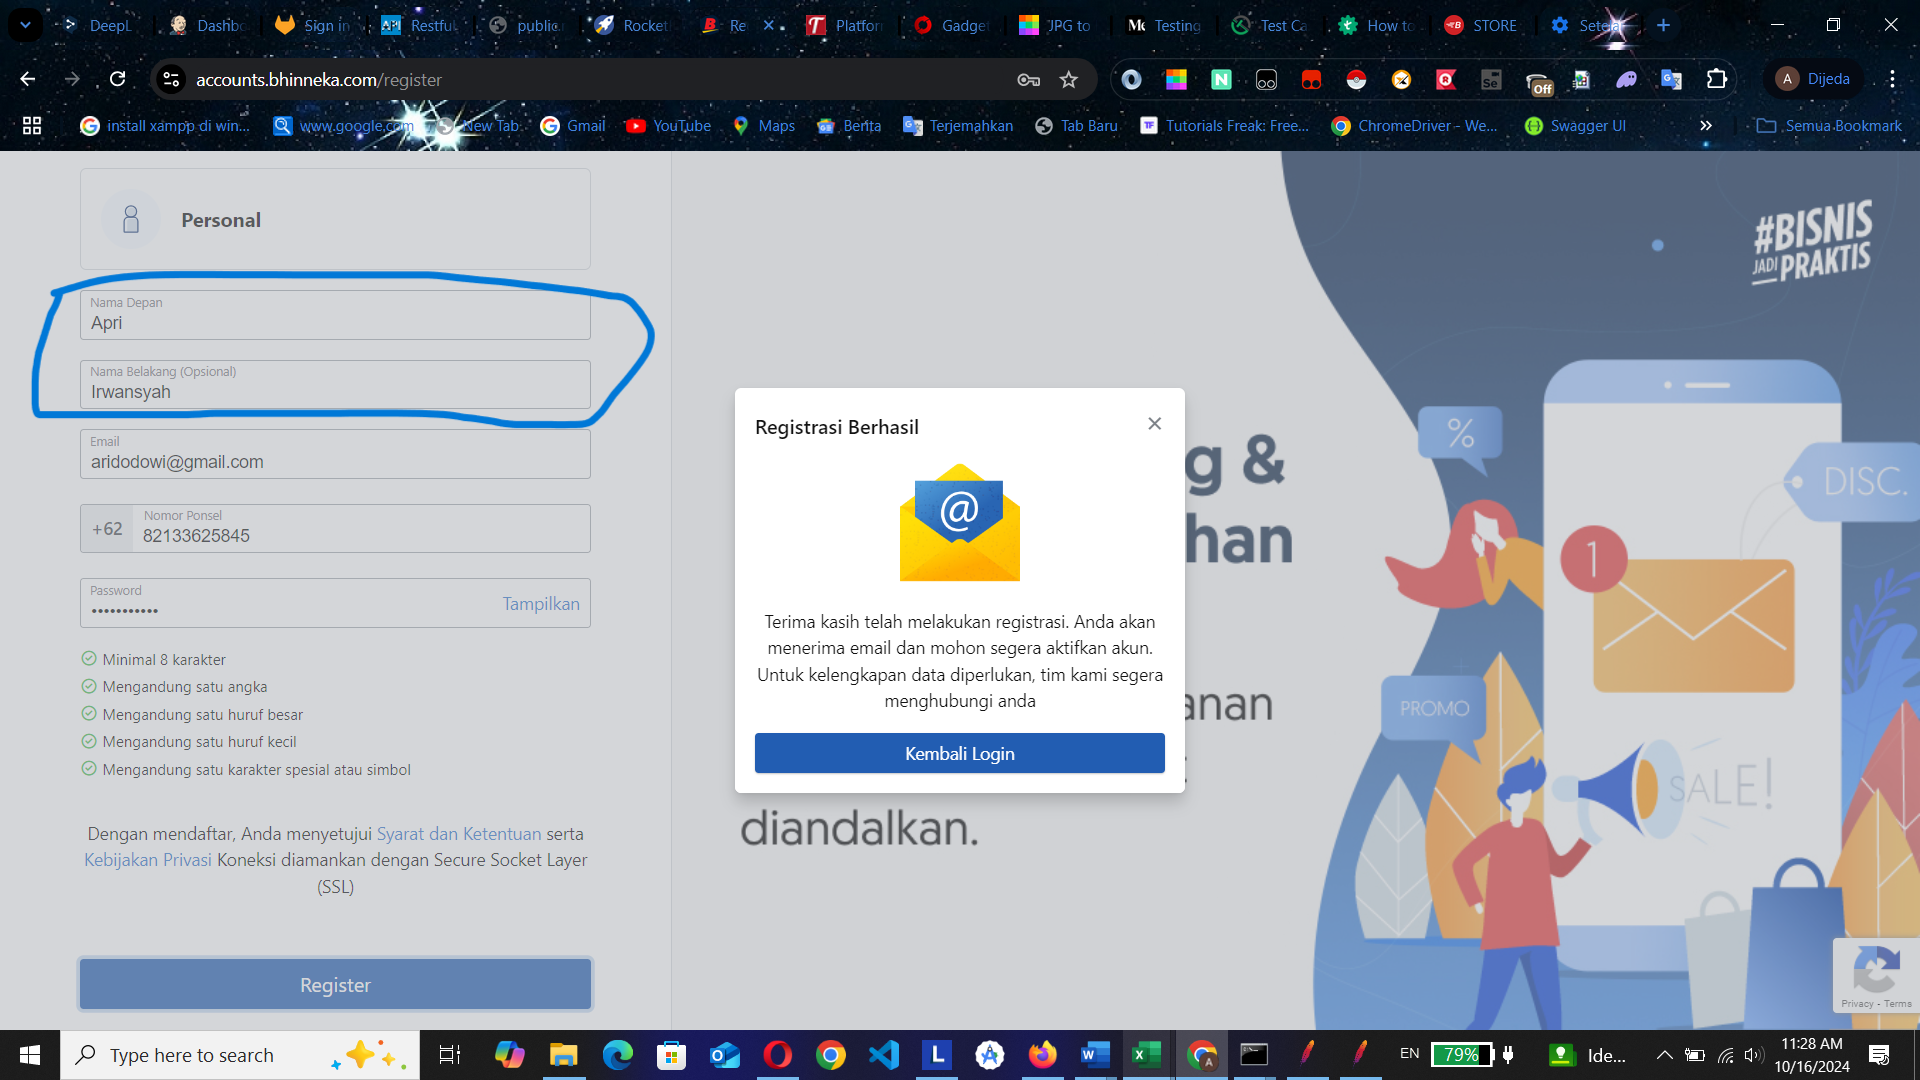 DeepL
Dashbo
Sign in
Restful
public.
Rocket
Re
Platfor
Gadge
JPG to
Testing
Test Ca
How to
STORE
Setela
accounts.bhinneka.com/register
Off
A Dijeda
install xampp di win...
www.google.com
New Tab
Gmail
YouTube
Maps
Berita
Terjemahkan
Tab Baru
Tutorials Freak: Free...
ChromeDriver - We...
Swagger UI
Semua Bookmark
Personal
Nama Depan
Apri
Nama Belakang (Opsional)
Irwansyah
Email
aridodowi@gmail.com
+62
Nomor Ponsel
82133625845
Password
Tampilkan
Minimal 8 karakter
Mengandung satu angka
Mengandung satu huruf besar
Mengandung satu huruf kecil
Mengandung satu karakter spesial atau simbol
Dengan mendaftar, Anda menyetujui Syarat dan Ketentuan serta
Kebijakan Privasi Koneksi diamankan dengan Secure Socket Layer
(SSL)
Register
Registrasi Berhasil
@
Terima kasih telah melakukan registrasi. Anda akan
menerima email dan mohon segera aktifkan akun.
Untuk kelengkapan data diperlukan, tim kami segera
menghubungi anda
Kembali Login
g &
han
anan
diandalkan.
#BISNIS
JADI PRAKTIS
%
DISC.
1
PROMO
SALE!
Privacy - Terms
Type here to search
EN
79%
Ide...
11:28 AM
10/16/2024